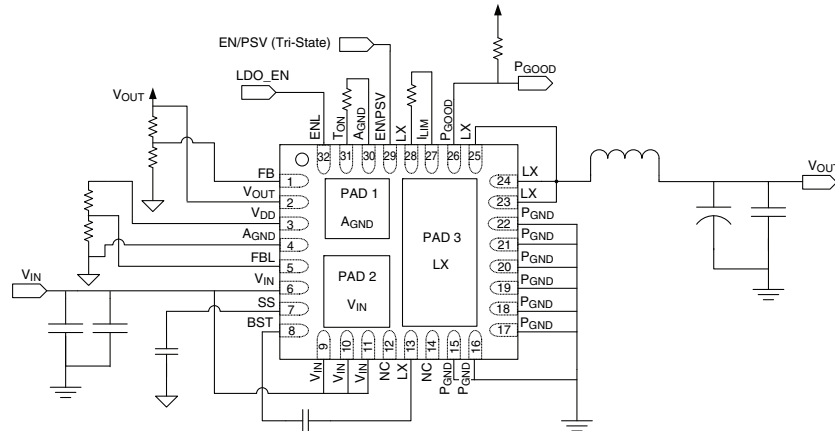 EN/PSV (Tri-State)
PGOOD
LDO_EN
VOUT
ENL
TON
AGND
EN\PSV
LX
ILIM
PGOOD
LX
32
31
30
29
28
27
26
25
FB
1
VOUT
2
VDD
3
AGND
4
FBL
5
VIN
VIN
6
SS
7
BST
8
PAD 1
AGND
PAD 2
VIN
PAD 3
LX
24
LX
23
LX
22
PGND
21
PGND
20
PGND
19
PGND
18
PGND
17
PGND
VOUT
9
10
11
12
13
14
15
16
VIN
VIN
VIN
NC
LX
NC
PGND
PGND